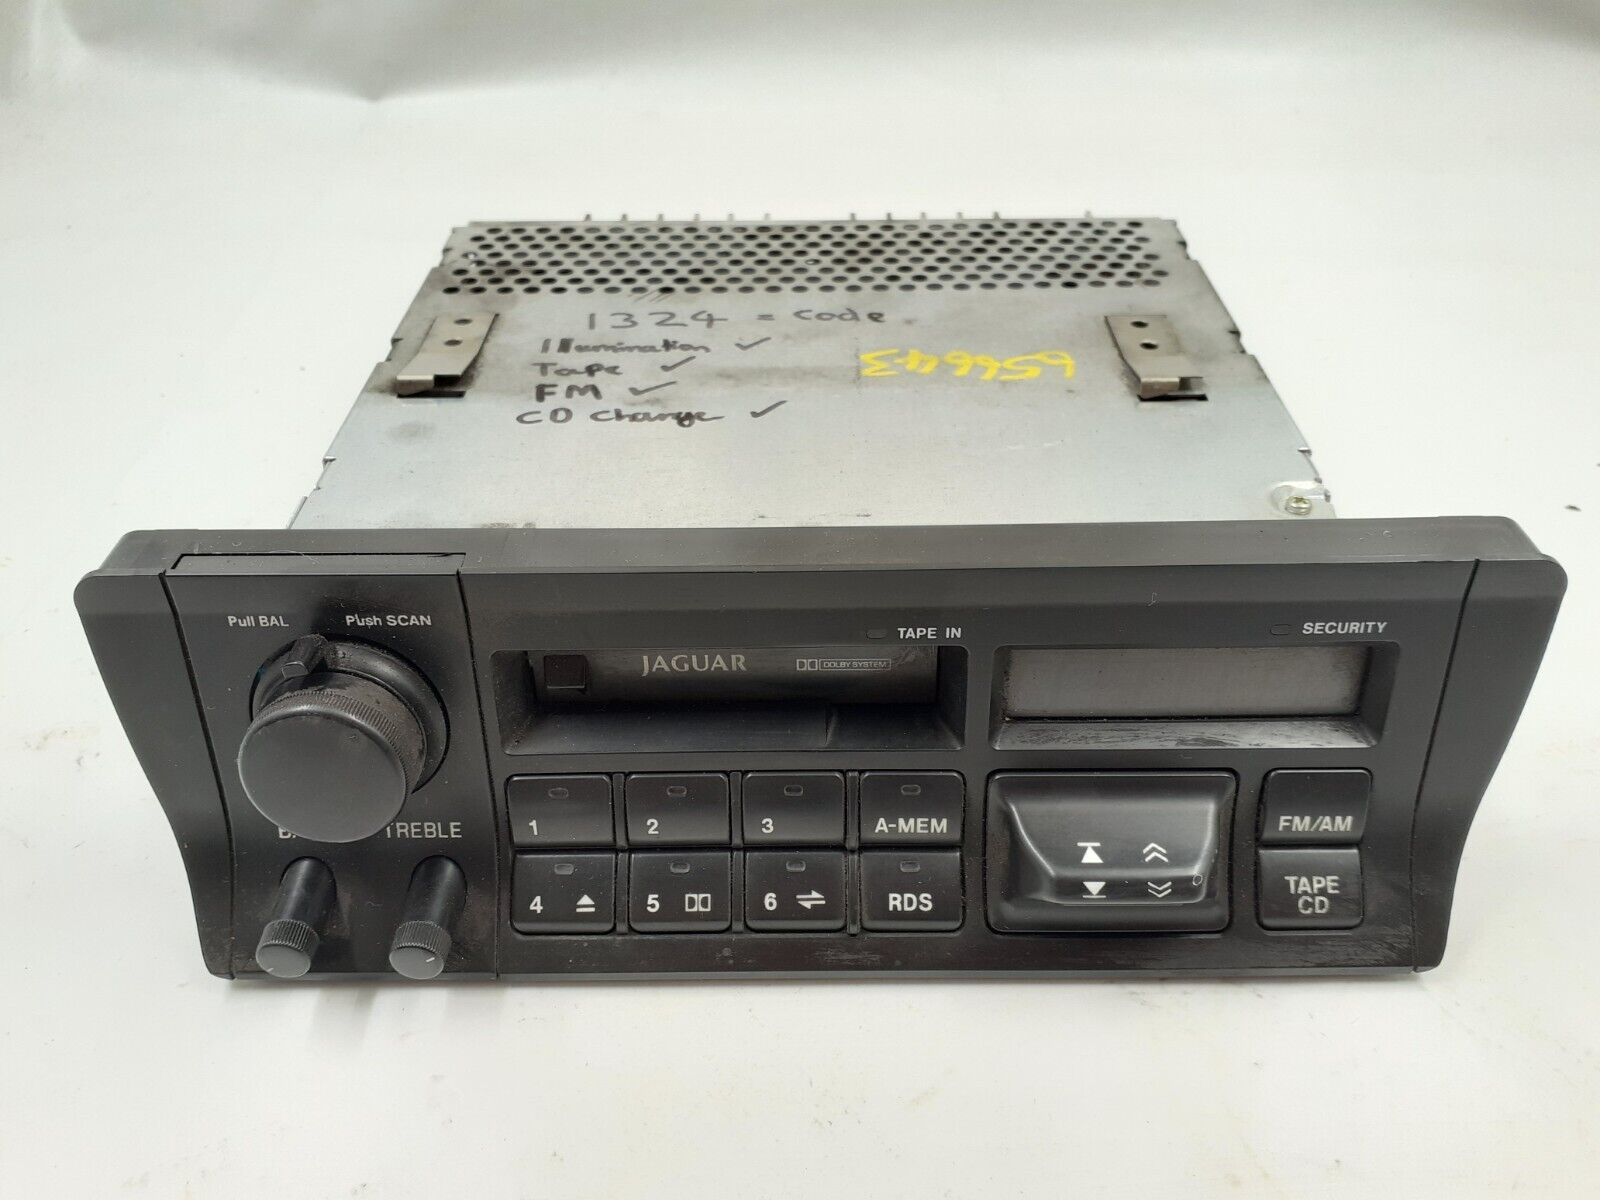 1324 = code
Illumination ✓
Tape ✓
FM ✓
CD Change ✓
656643
Pull BAL Push SCAN
TAPE IN
SECURITY
JAGUAR
DOLBY SYSTEM
TREBLE
1
2
3
A-MEM
FM/AM
4
5
6
RDS
TAPE
CD